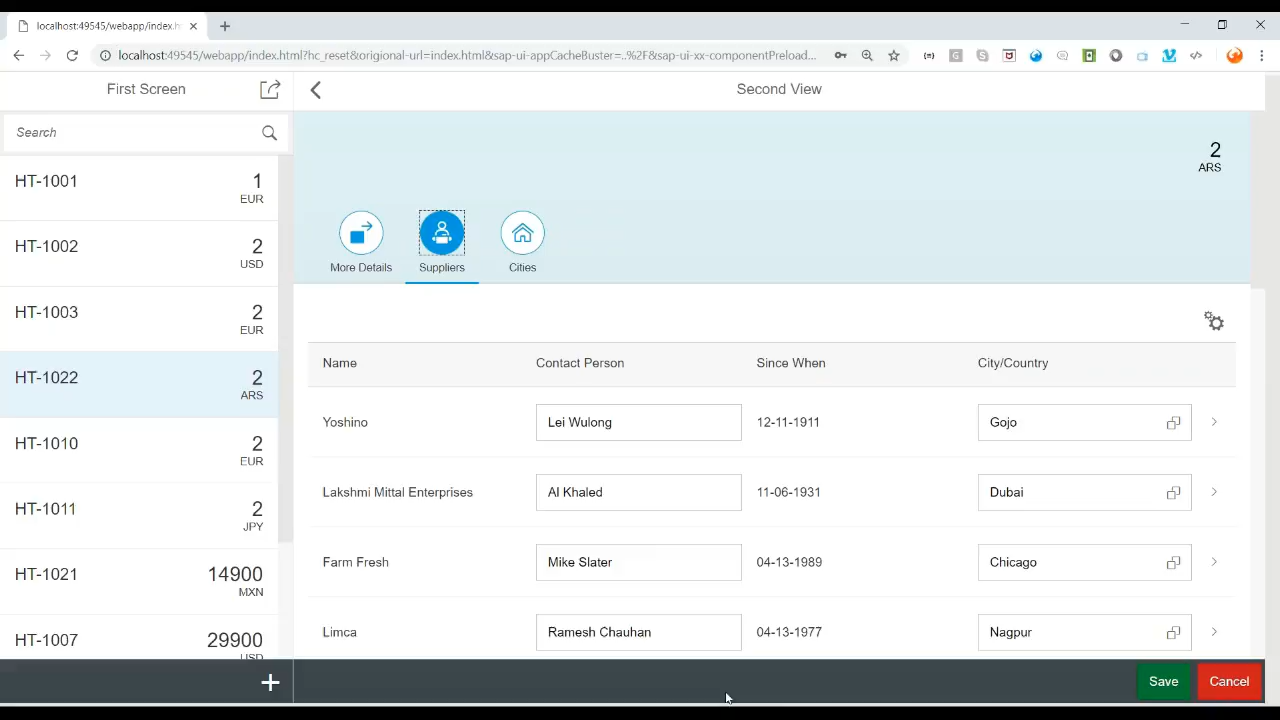 localhost:49545/webapp/index.h
localhost:49545/webapp/index.html?hc_reset&origional-url=index.html&sap-ui-appCacheBuster=..%2F&sap-ui-xx-componentPreload...
First Screen
Second View
Search
2
ARS
HT-1001
1
EUR
HT-1002
2
USD
HT-1003
2
EUR
HT-1022
2
ARS
HT-1010
2
EUR
HT-1011
2
JPY
HT-1021
14900
MXN
HT-1007
29900
USD
More Details
Suppliers
Cities
Name Contact Person Since When City/Country
Yoshino Lei Wulong 12-11-1911 Gojo
Lakshmi Mittal Enterprises Al Khaled 11-06-1931 Dubai
Farm Fresh Mike Slater 04-13-1989 Chicago
Limca Ramesh Chauhan 04-13-1977 Nagpur
Save
Cancel